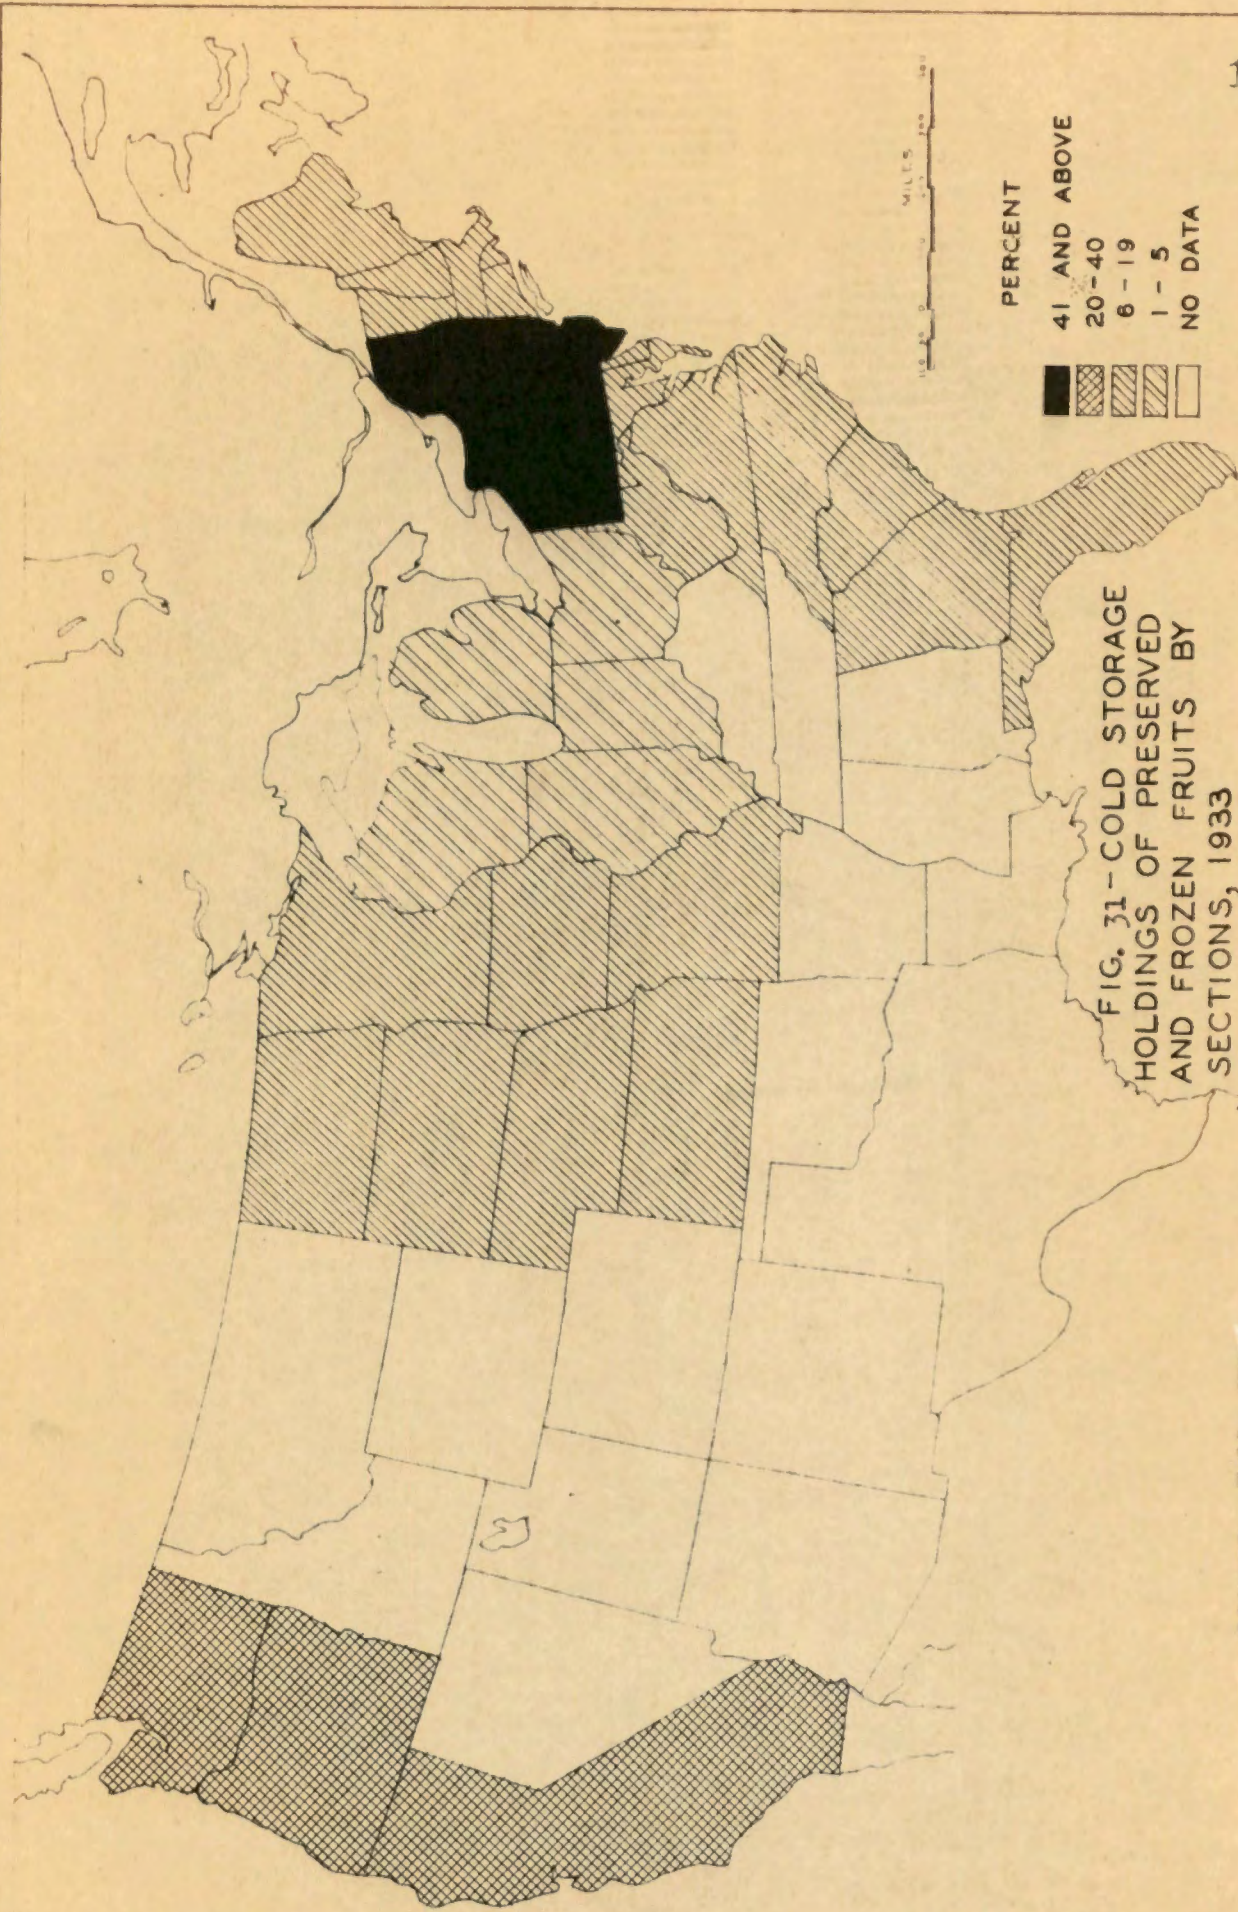 FIG. 31 - COLD STORAGE
HOLDINGS OF PRESERVED
AND FROZEN FRUITS BY
SECTIONS, 1933
MILES
PERCENT
41 AND ABOVE
20-40
6-19
1-5
NO DATA